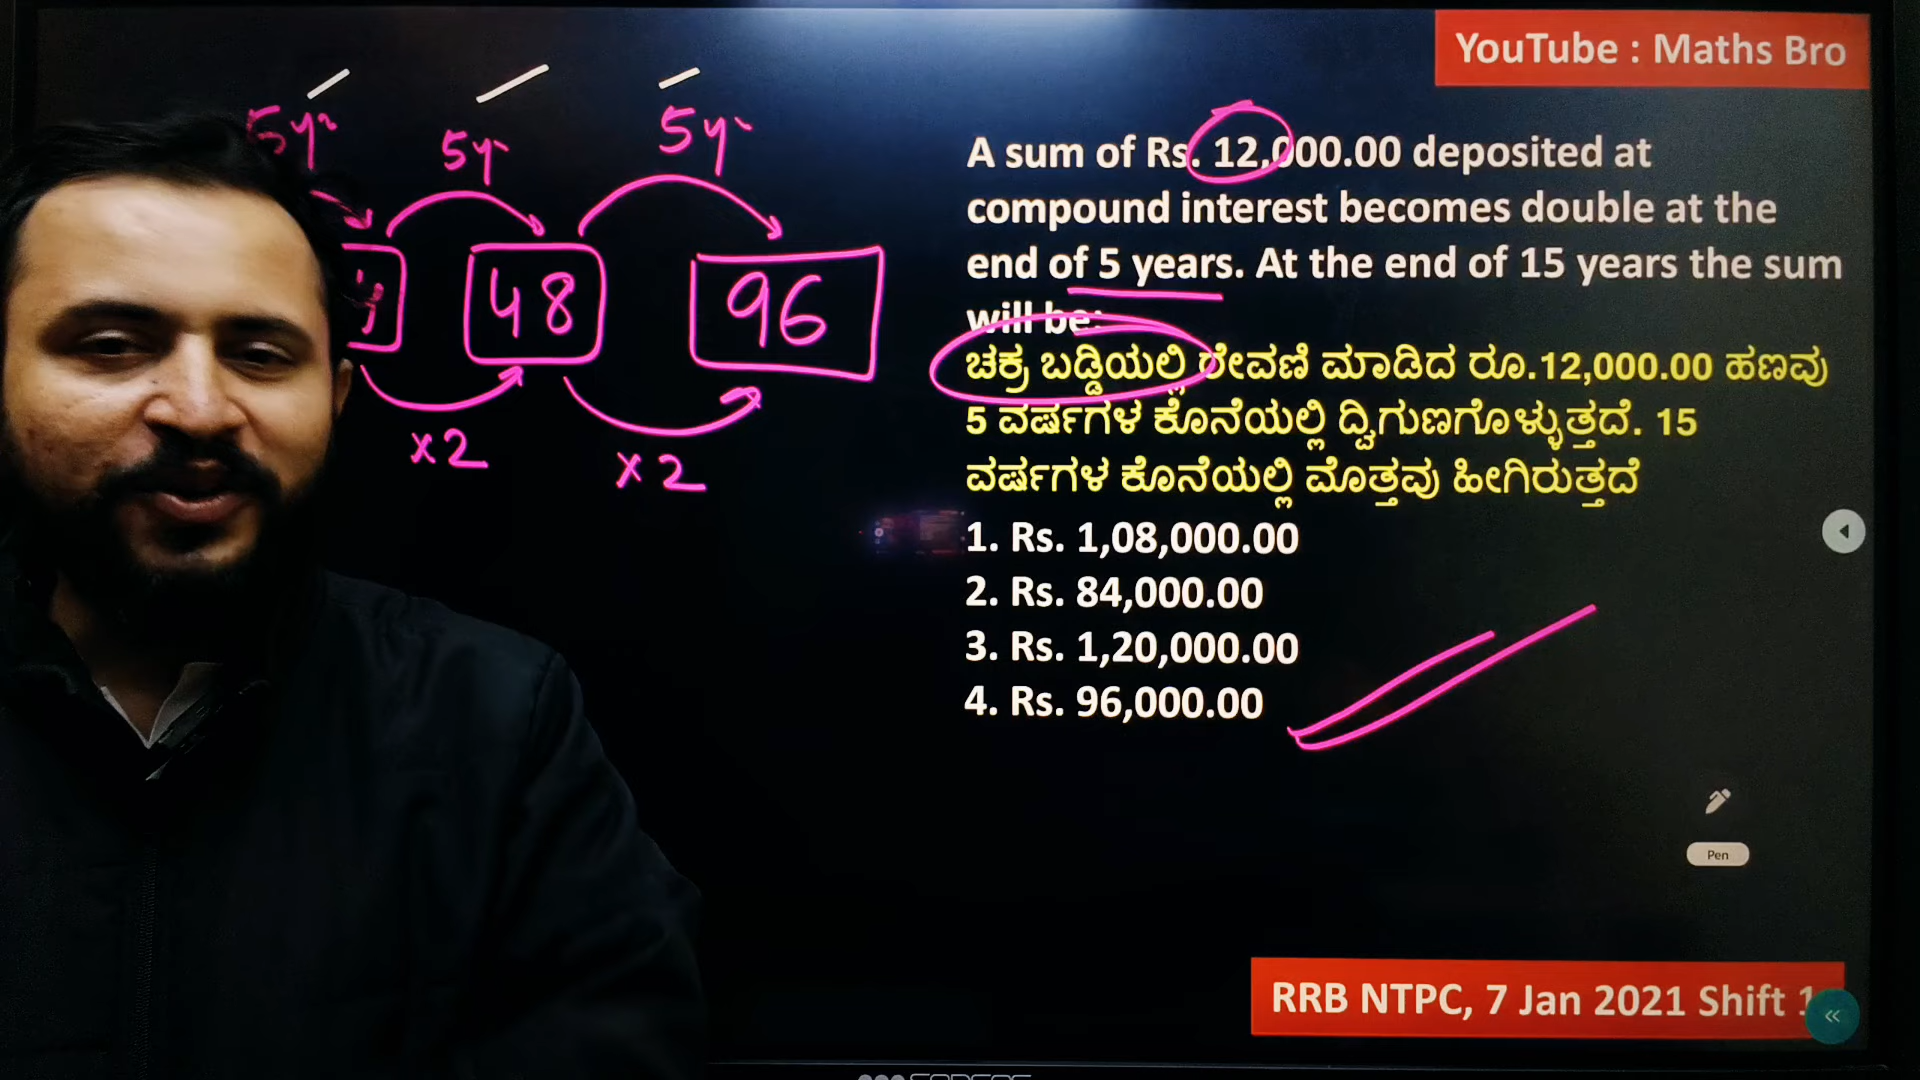 YouTube : Maths Bro
5yr
5yr
5yr
48
96
x2
x2
A sum of Rs. 12,000.00 deposited at
compound interest becomes double at the
end of 5 years. At the end of 15 years the sum
will be:
ಚಕ್ರ ಬಡ್ಡಿಯಲ್ಲಿ ಠೇವಣಿ ಮಾಡಿದ ರೂ.12,000.00 ಹಣವು
5 ವರ್ಷಗಳ ಕೊನೆಯಲ್ಲಿ ದ್ವಿಗುಣಗೊಳ್ಳುತ್ತದೆ. 15
ವರ್ಷಗಳ ಕೊನೆಯಲ್ಲಿ ಮೊತ್ತವು ಹೀಗಿರುತ್ತದೆ
1. Rs. 1,08,000.00
2. Rs. 84,000.00
3. Rs. 1,20,000.00
4. Rs. 96,000.00
Pen
RRB NTPC, 7 Jan 2021 Shift 1